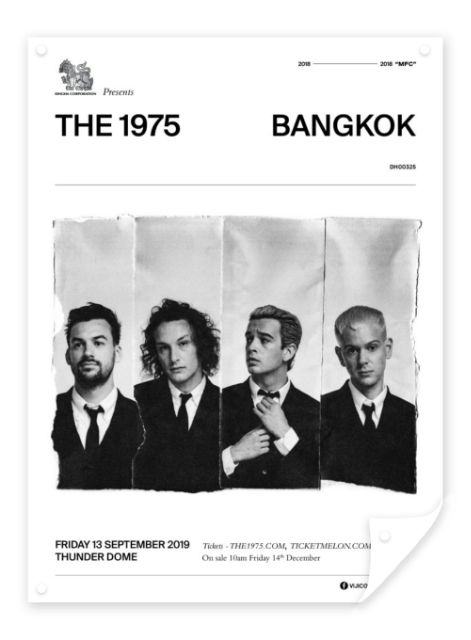 2018 2018 "MFC"
Presents
THE 1975 BANGKOK
DH00325
FRIDAY 13 SEPTEMBER 2019 Tickets - THE1975.COM, TICKETMELON.COM
THUNDER DOME On sale 10am Friday 14th December